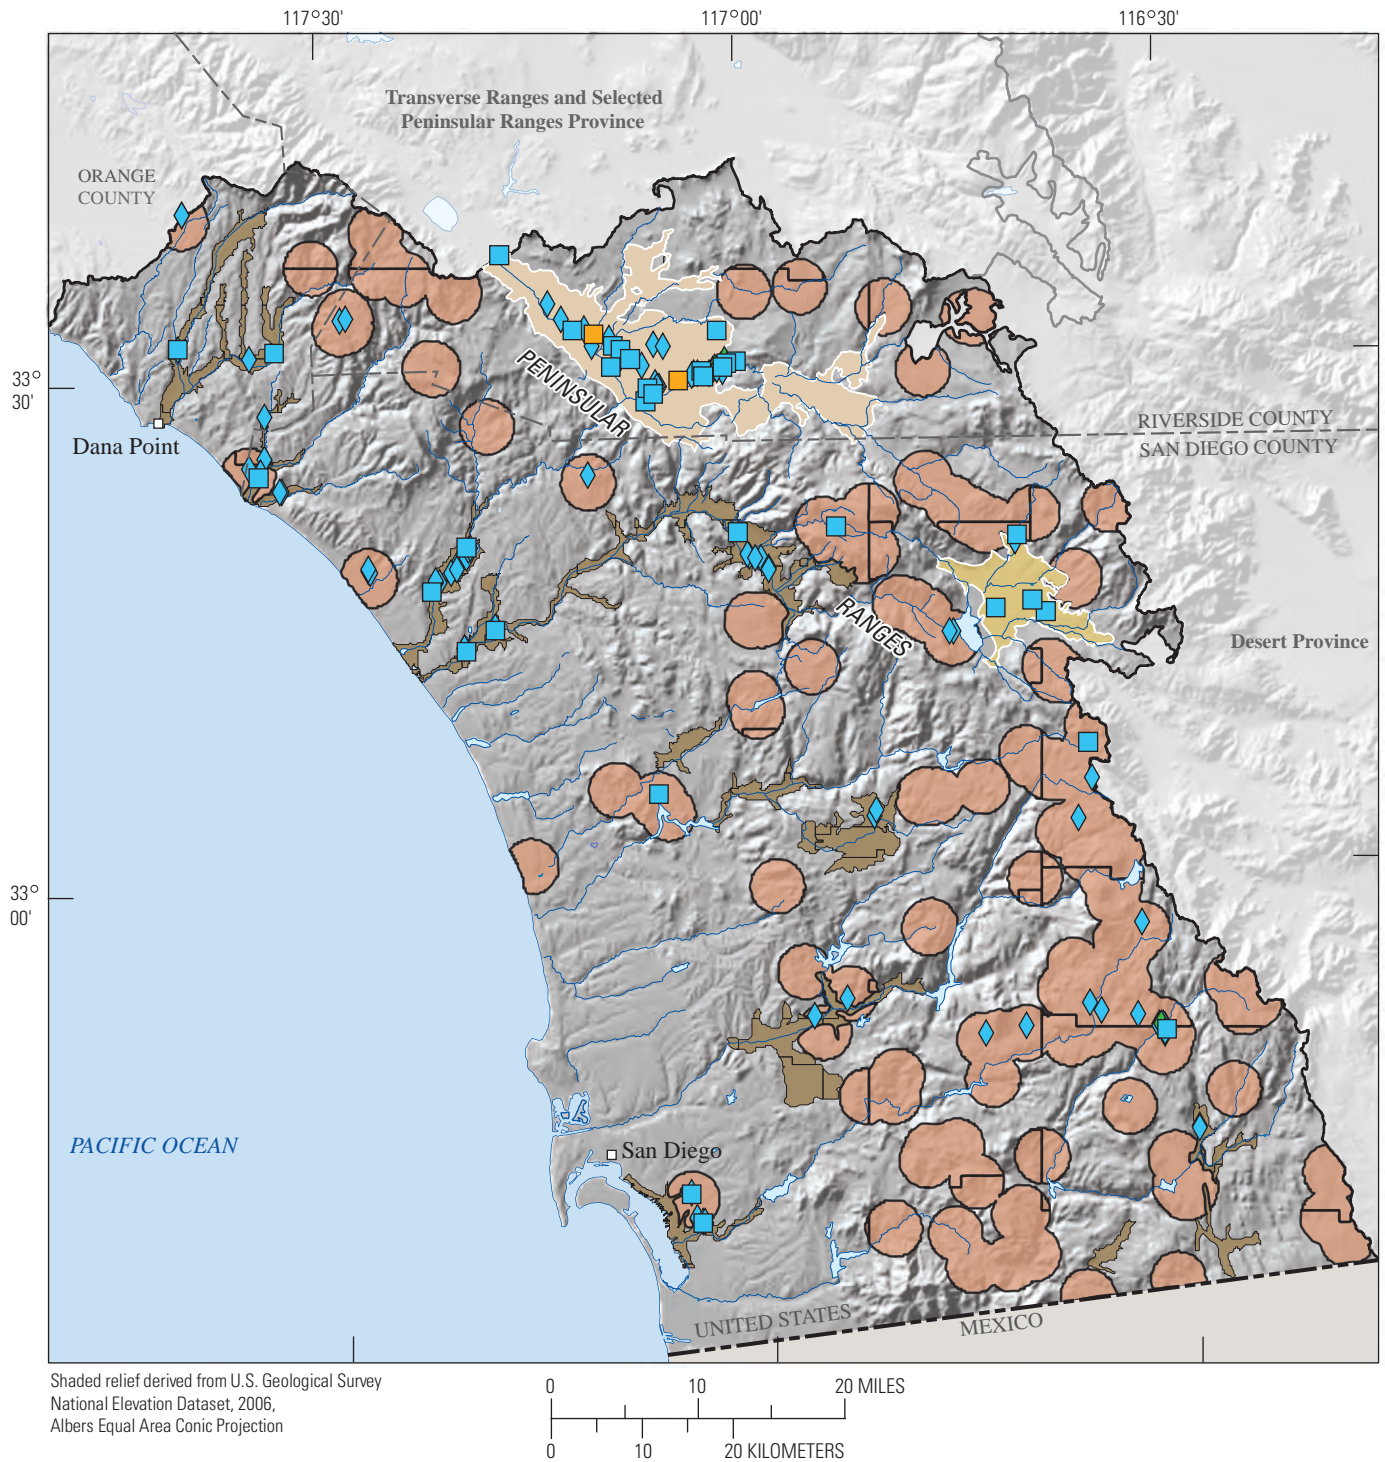 117°30'
117°00'
116°30'
Transverse Ranges and Selected
Peninsular Ranges Province
ORANGE
COUNTY
PENINSULAR
33°
30'
Dana Point
RIVERSIDE COUNTY
SAN DIEGO COUNTY
RANGES
Desert Province
33°
00'
PACIFIC OCEAN
San Diego
UNITED STATES
MEXICO
Shaded relief derived from U.S. Geological Survey
National Elevation Dataset, 2006,
Albers Equal Area Conic Projection
0 10 20 MILES
0 10 20 KILOMETERS